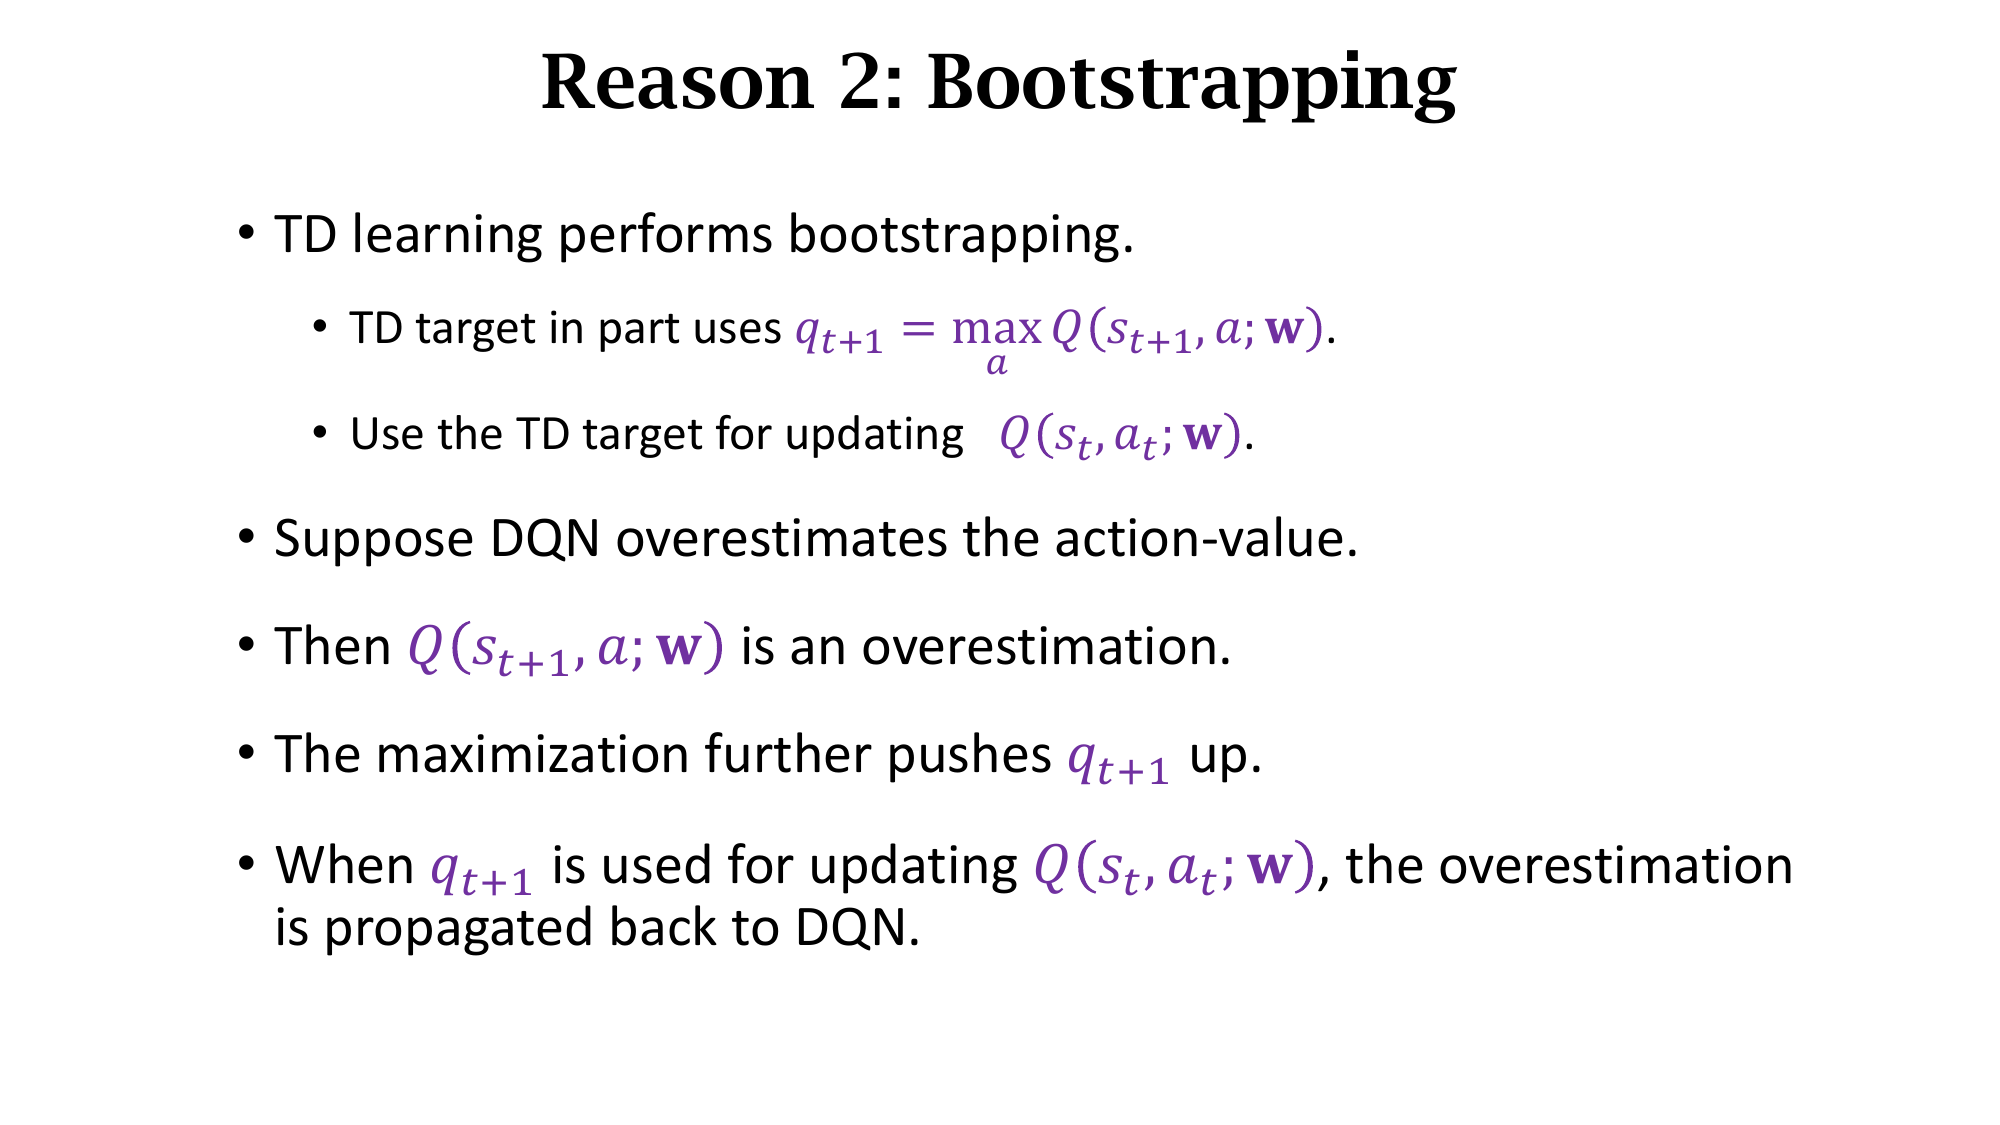 Reason 2: Bootstrapping
• TD learning performs bootstrapping.
• TD target in part uses $q_{t+1} = \max_a Q(s_{t+1}, a; \mathbf{w})$.
• Use the TD target for updating $Q(s_t, a_t; \mathbf{w})$.
• Suppose DQN overestimates the action-value.
• Then $Q(s_{t+1}, a; \mathbf{w})$ is an overestimation.
• The maximization further pushes $q_{t+1}$ up.
• When $q_{t+1}$ is used for updating $Q(s_t, a_t; \mathbf{w})$, the overestimation
is propagated back to DQN.